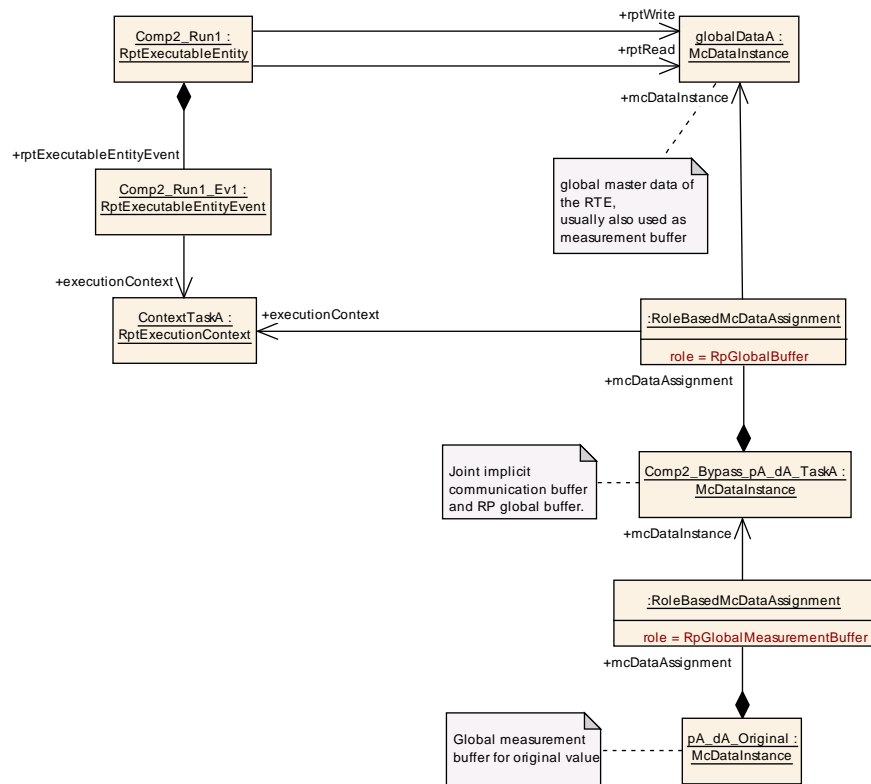 Comp2_Run1 :
RptExecutableEntity
+rptWrite
+rptRead
globalDataA :
McDataInstance
+mcDataInstance
+rptExecutableEntityEvent
Comp2_Run1_Ev1 :
RptExecutableEntityEvent
global master data of
the RTE,
usually also used as
measurement buffer
+executionContext
ContextTaskA :
RptExecutionContext
+executionContext
:RoleBasedMcDataAssignment
role = RpGlobalBuffer
+mcDataAssignment
Joint implicit
communication buffer
and RP global buffer.
Comp2_Bypass_pA_dA_TaskA :
McDataInstance
+mcDataInstance
:RoleBasedMcDataAssignment
role = RpGlobalMeasurementBuffer
+mcDataAssignment
Global measurement
buffer for original value
pA_dA_Original :
McDataInstance